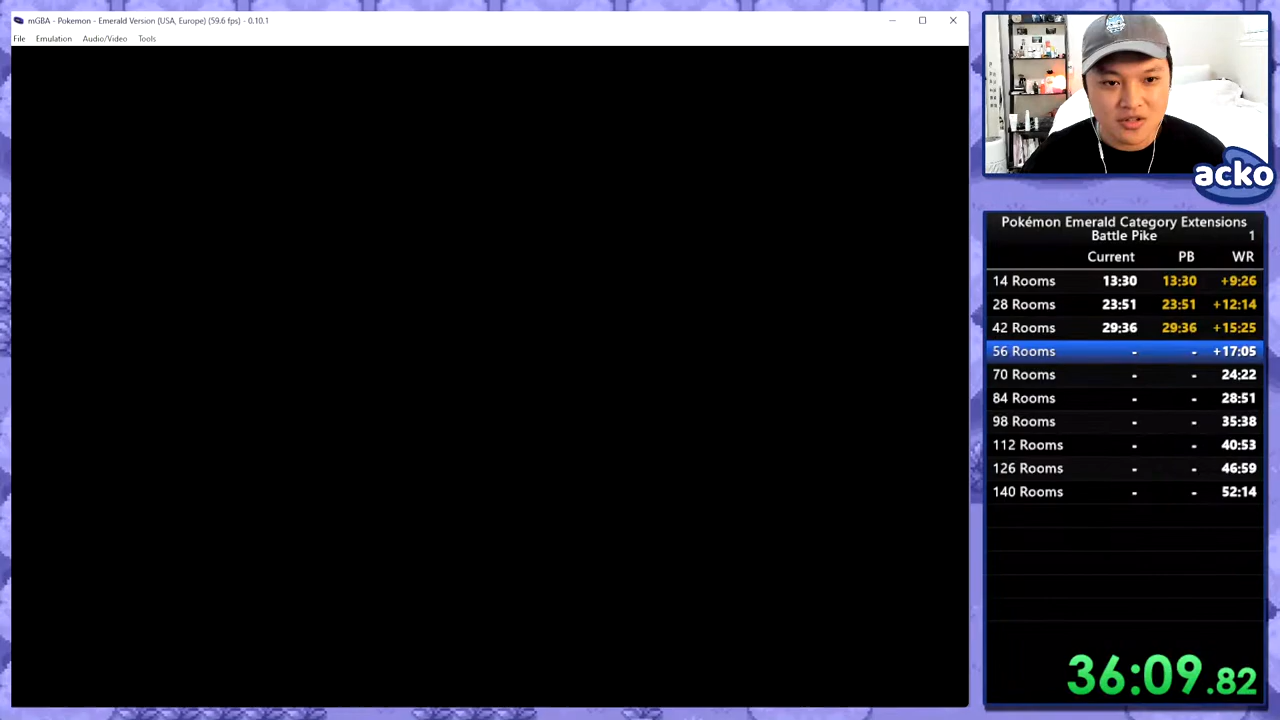 mGBA - Pokemon - Emerald Version (USA, Europe) (59.6 fps) - 0.10.1
File Emulation Audio/Video Tools
acko
Pokémon Emerald Category Extensions
Battle Pike 1
Current PB WR
14 Rooms 13:30 13:30 +9:26
28 Rooms 23:51 23:51 +12:14
42 Rooms 29:36 29:36 +15:25
56 Rooms - - +17:05
70 Rooms - - 24:22
84 Rooms - - 28:51
98 Rooms - - 35:38
112 Rooms - - 40:53
126 Rooms - - 46:59
140 Rooms - - 52:14
36:09.82